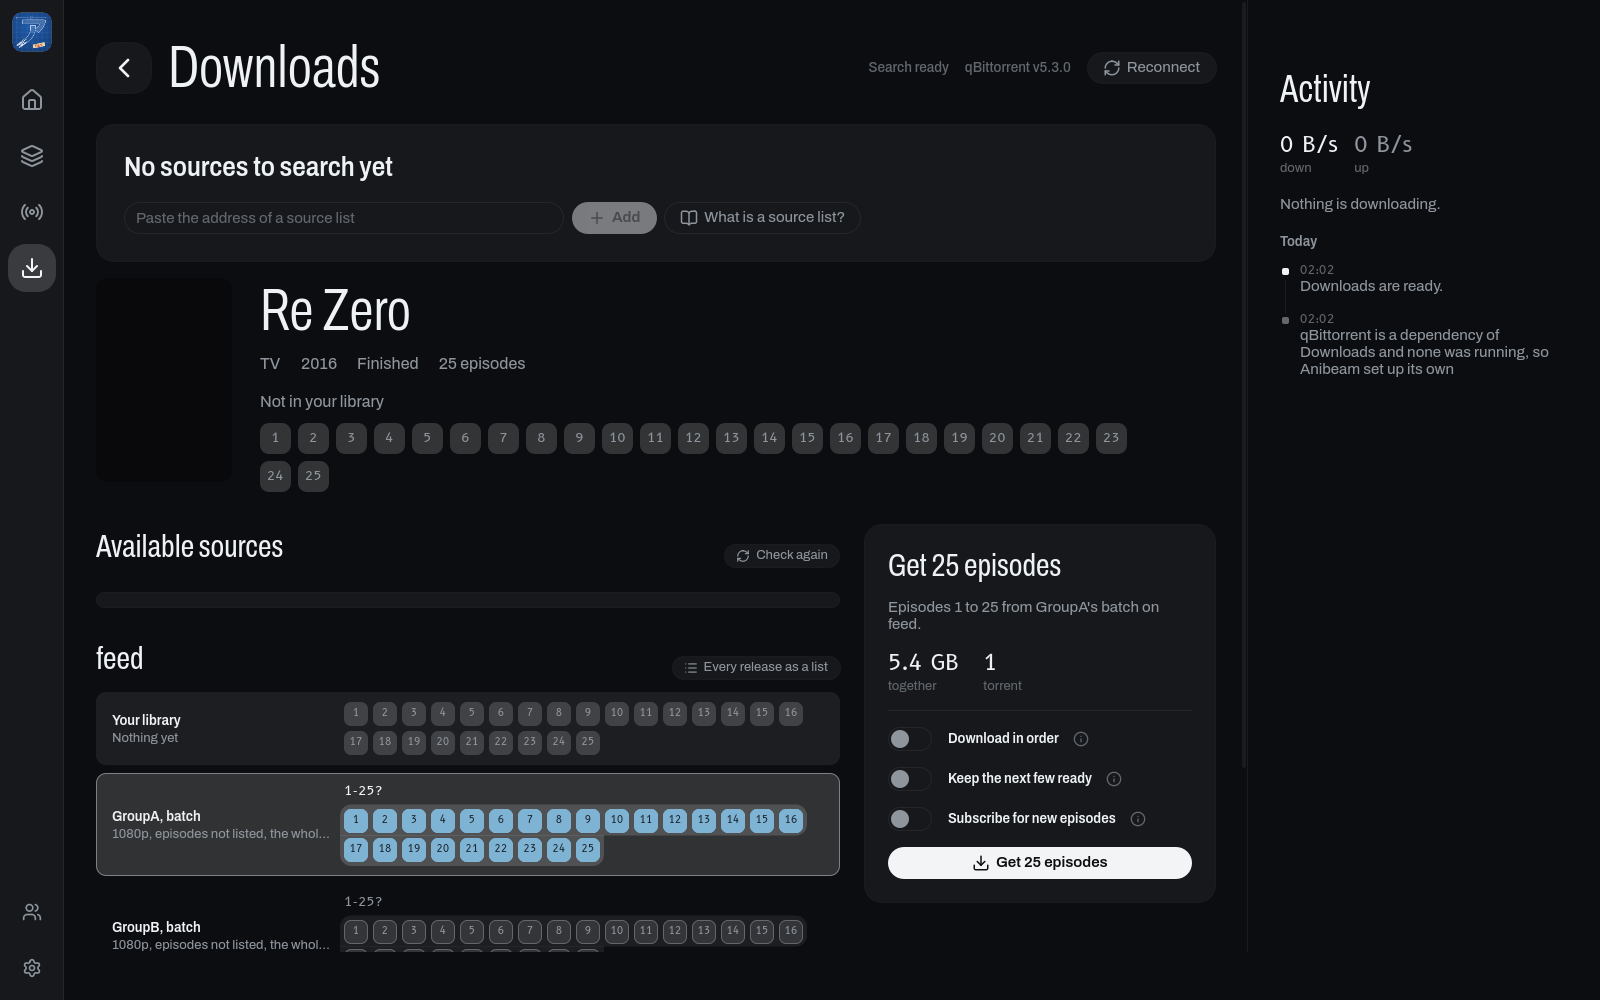 Downloads
Search ready
qBittorrent v5.3.0
Reconnect
No sources to search yet
Paste the address of a source list
Add
What is a source list?
Re Zero
TV 2016 Finished 25 episodes
Not in your library
1 2 3 4 5 6 7 8 9 10 11 12 13 14 15 16 17 18 19 20 21 22 23
24 25
Available sources
Check again
feed
Every release as a list
Your library
Nothing yet
1 2 3 4 5 6 7 8 9 10 11 12 13 14 15 16
17 18 19 20 21 22 23 24 25
1-25?
GroupA, batch
1080p, episodes not listed, the whol...
1 2 3 4 5 6 7 8 9 10 11 12 13 14 15 16
17 18 19 20 21 22 23 24 25
1-25?
GroupB, batch
1080p, episodes not listed, the whol...
1 2 3 4 5 6 7 8 9 10 11 12 13 14 15 16
Get 25 episodes
Episodes 1 to 25 from GroupA's batch on
feed.
5.4 GB 1
together torrent
Download in order
Keep the next few ready
Subscribe for new episodes
Get 25 episodes
Activity
0 B/s 0 B/s
down up
Nothing is downloading.
Today
02:02
Downloads are ready.
02:02
qBittorrent is a dependency of
Downloads and none was running, so
Anibeam set up its own